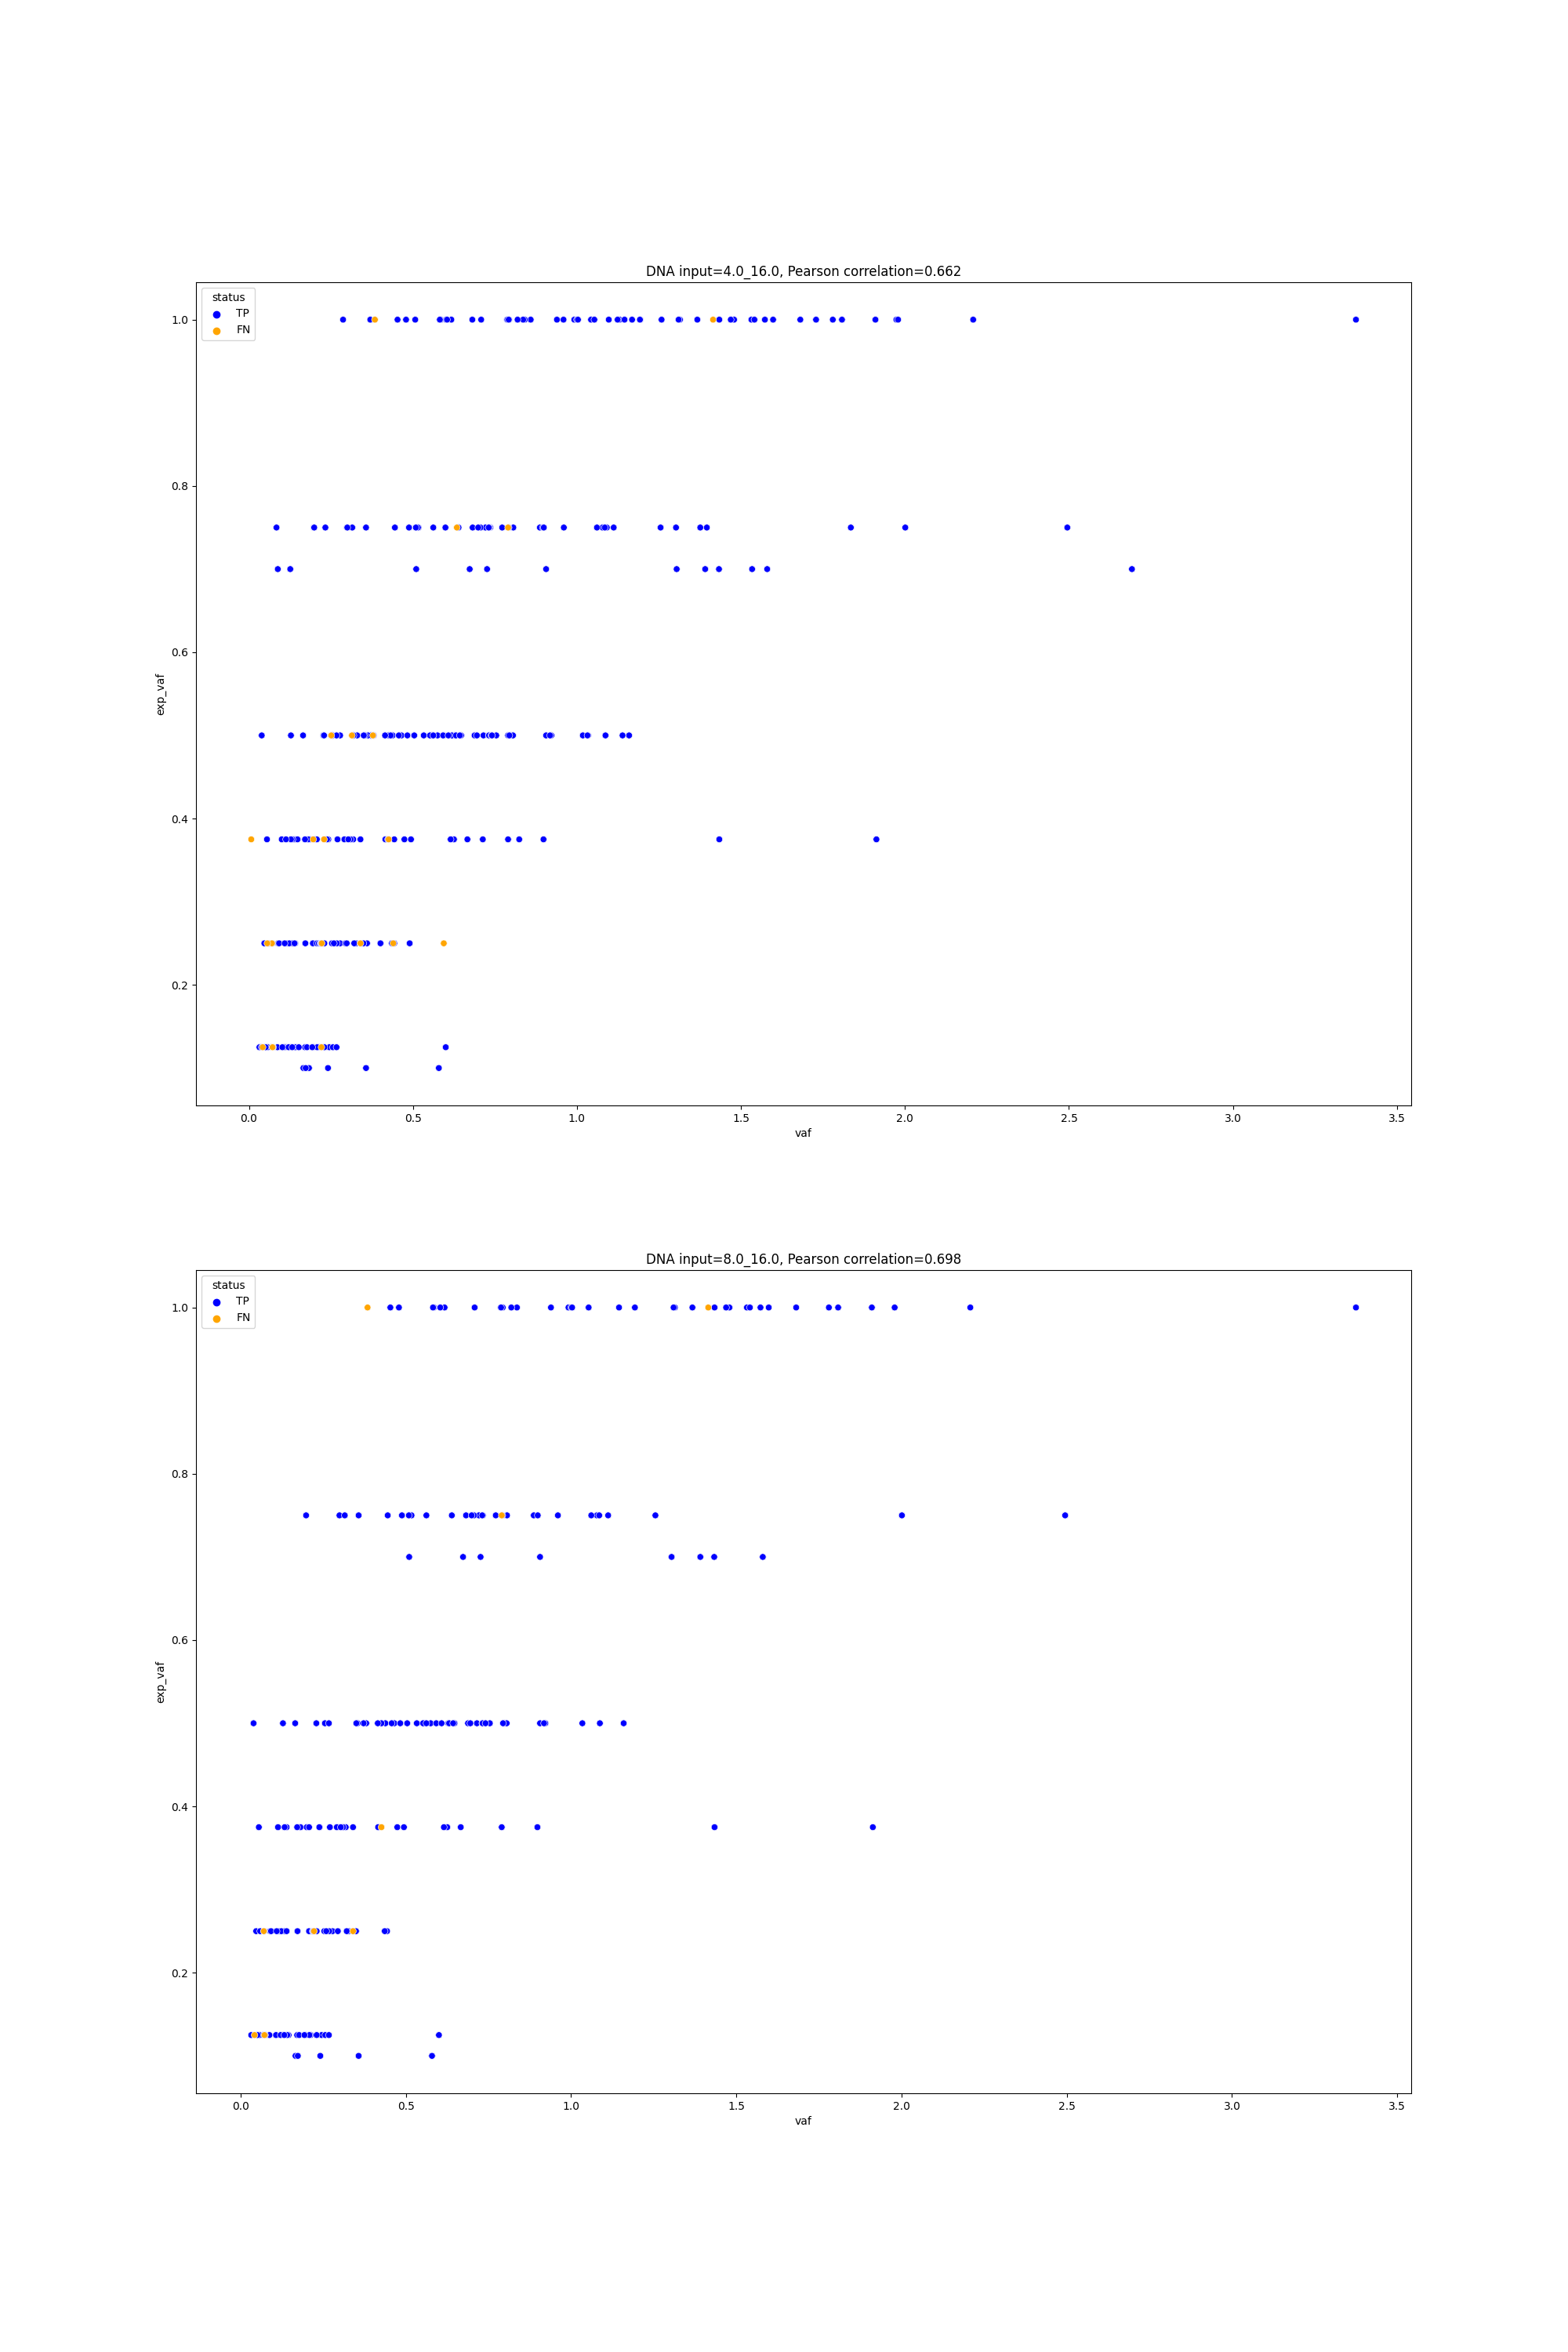 DNA input=4.0_16.0, Pearson correlation=0.662
status
TP
FN
1.0
0.8
0.6
0.4
0.2
exp_vaf
0.0 0.5 1.0 1.5 2.0 2.5 3.0 3.5
vaf
DNA input=8.0_16.0, Pearson correlation=0.698
status
TP
FN
1.0
0.8
0.6
0.4
0.2
exp_vaf
0.0 0.5 1.0 1.5 2.0 2.5 3.0 3.5
vaf